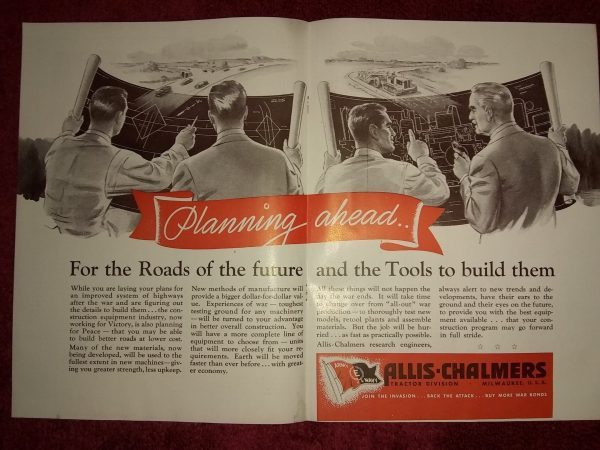 Planning ahead..
For the Roads of the future and the Tools to build them
While you are laying your plans for
an improved system of highways
after the war and are figuring out
the details to build them . . . the con-
struction equipment industry, now
working for Victory, is also planning
for Peace — that you may be able
to build better roads at lower cost.
Many of the new materials, now
being developed, will be used to the
fullest extent in new machines—giv-
ing you greater strength, less upkeep.
New methods of manufacture will
provide a bigger dollar-for-dollar val-
ue. Experiences of war — toughest
testing ground for any machinery
— will be turned to your advantage
in better overall construction. You
will have a more complete line of
equipment to choose from — units
that will more closely fit your re-
quirements. Earth will be moved
faster than ever before . . . with great-
er economy.
All these things will not happen the
day the war ends. It will take time
to change over from "all-out" war
production—to thoroughly test new
models, retool plants and assemble
materials. But the job will be hur-
ried . . . as fast as practically possible.
Allis-Chalmers research engineers,
always alert to new trends and de-
velopments, have their ears to the
ground and their eyes on the future,
to provide you with the best equip-
ment available . . . . that your con-
struction program may go forward
in full stride.
ARMY E NAVY
ALLIS-CHALMERS
TRACTOR DIVISION MILWAUKEE, U.S.A.
JOIN THE INVASION . . . BACK THE ATTACK . . . BUY MORE WAR BONDS